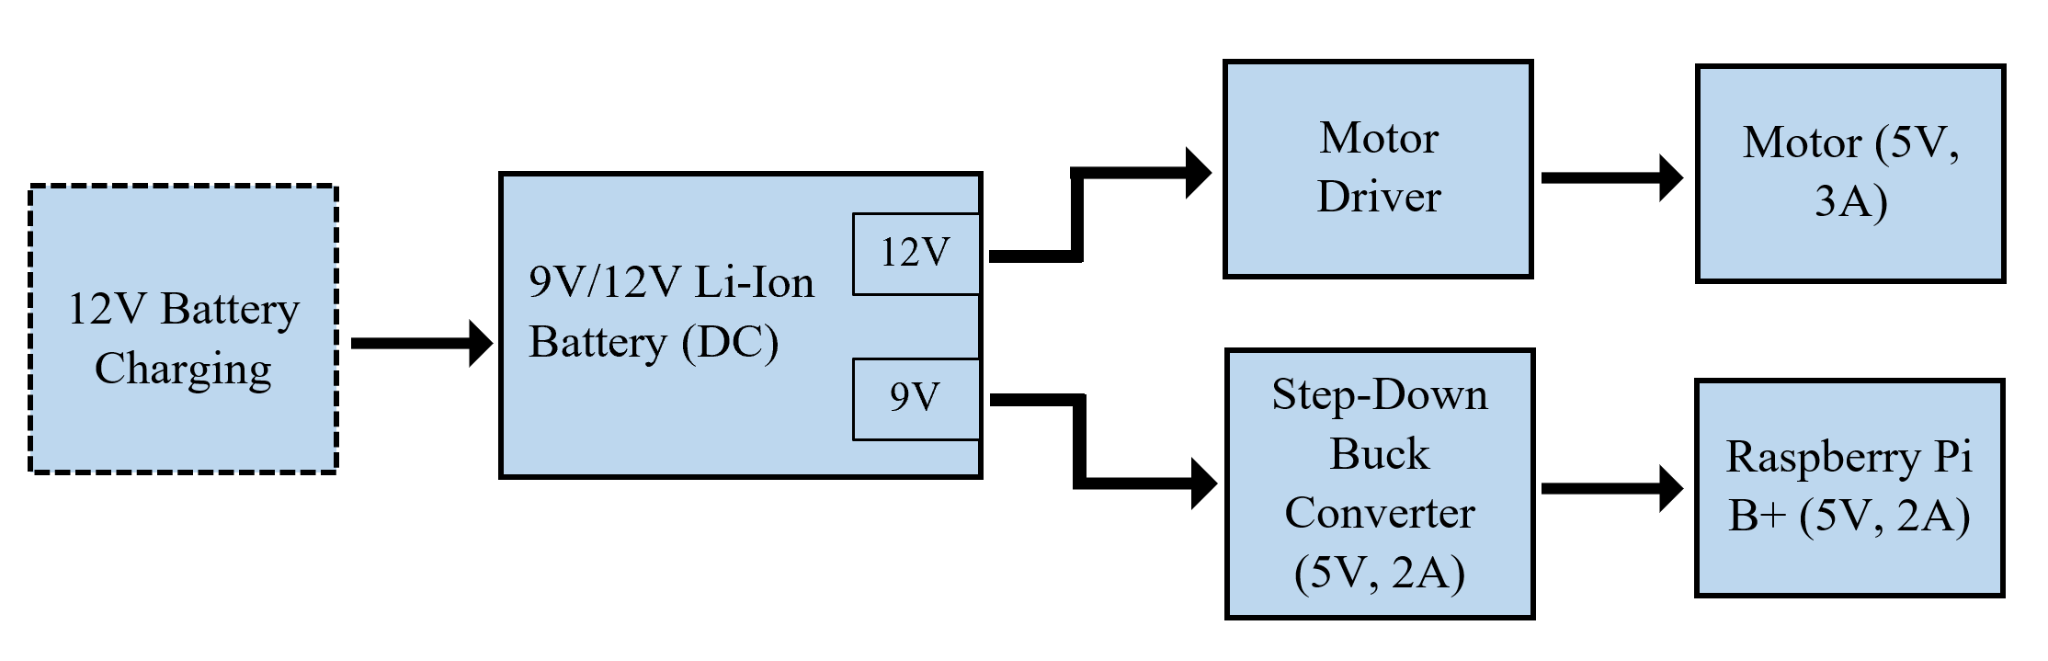 12V Battery
Charging
9V/12V Li-Ion
Battery (DC)
12V
9V
Motor
Driver
Motor (5V,
3A)
Step-Down
Buck
Converter
(5V, 2A)
Raspberry Pi
B+ (5V, 2A)